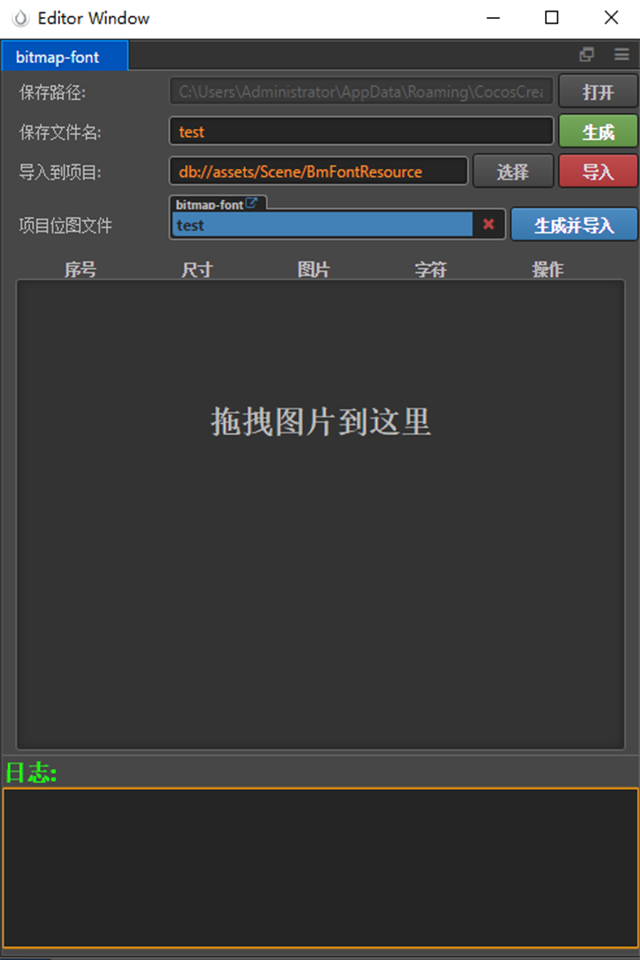 Editor Window
bitmap-font
保存路径: C:\Users\Administrator\AppData\Roaming\CocosCrea 打开
保存文件名: test 生成
导入到项目: db://assets/Scene/BmFontResource 选择 导入
bitmap-font
项目位图文件 test 生成并导入
序号 尺寸 图片 字符 操作
拖拽图片到这里
日志: